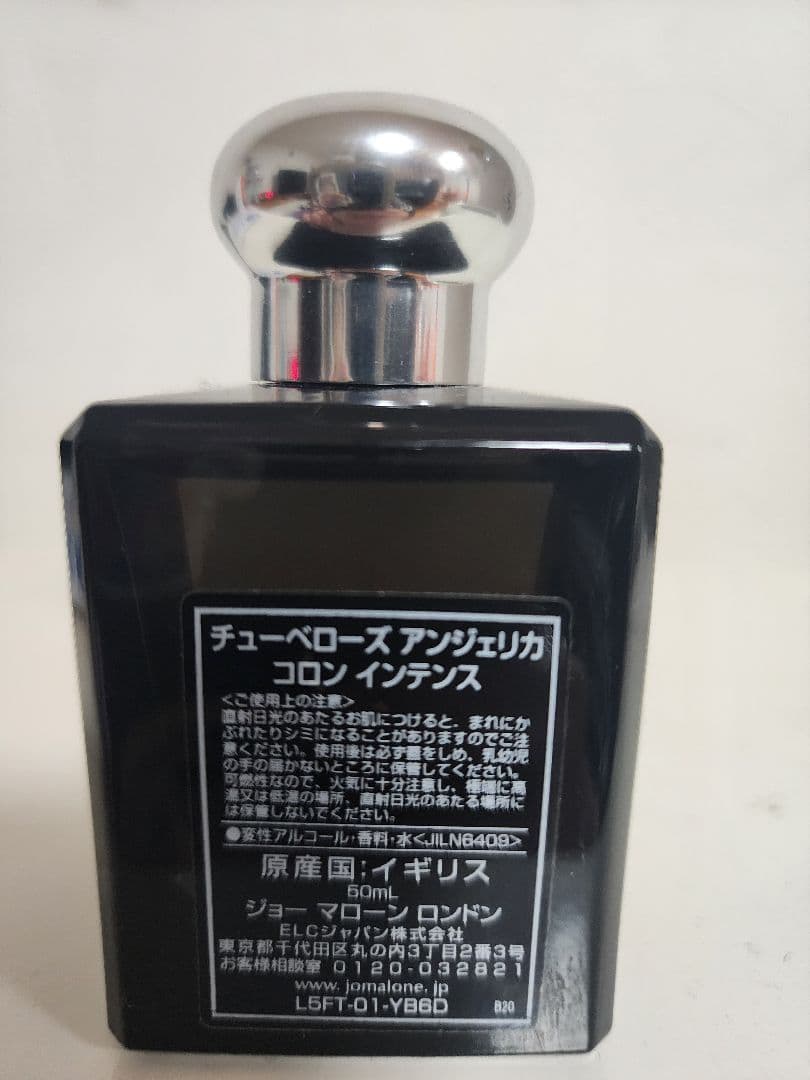 チューベローズ アンジェリカ
コロン インテンス
<ご使用上の注意>
直射日光のあたるお肌につけると、まれにか
ぶれたりシミになることがありますのでご注
意ください。使用後は必ず蓋をしめ、乳幼児
の手の届かないところに保管してください。
可燃性なので、火気に十分注意し、極端に高
温又は低温の場所、直射日光のあたる場所に
は保管しないでください。
●変性アルコール・香料・水<JILN6409>
原産国:イギリス
50mL
ジョー マローン ロンドン
ELCジャパン株式会社
東京都千代田区丸の内3丁目2番3号
お客様相談室 0120-032821
www.jomalone.jp
L5FT-01-YB6D B20